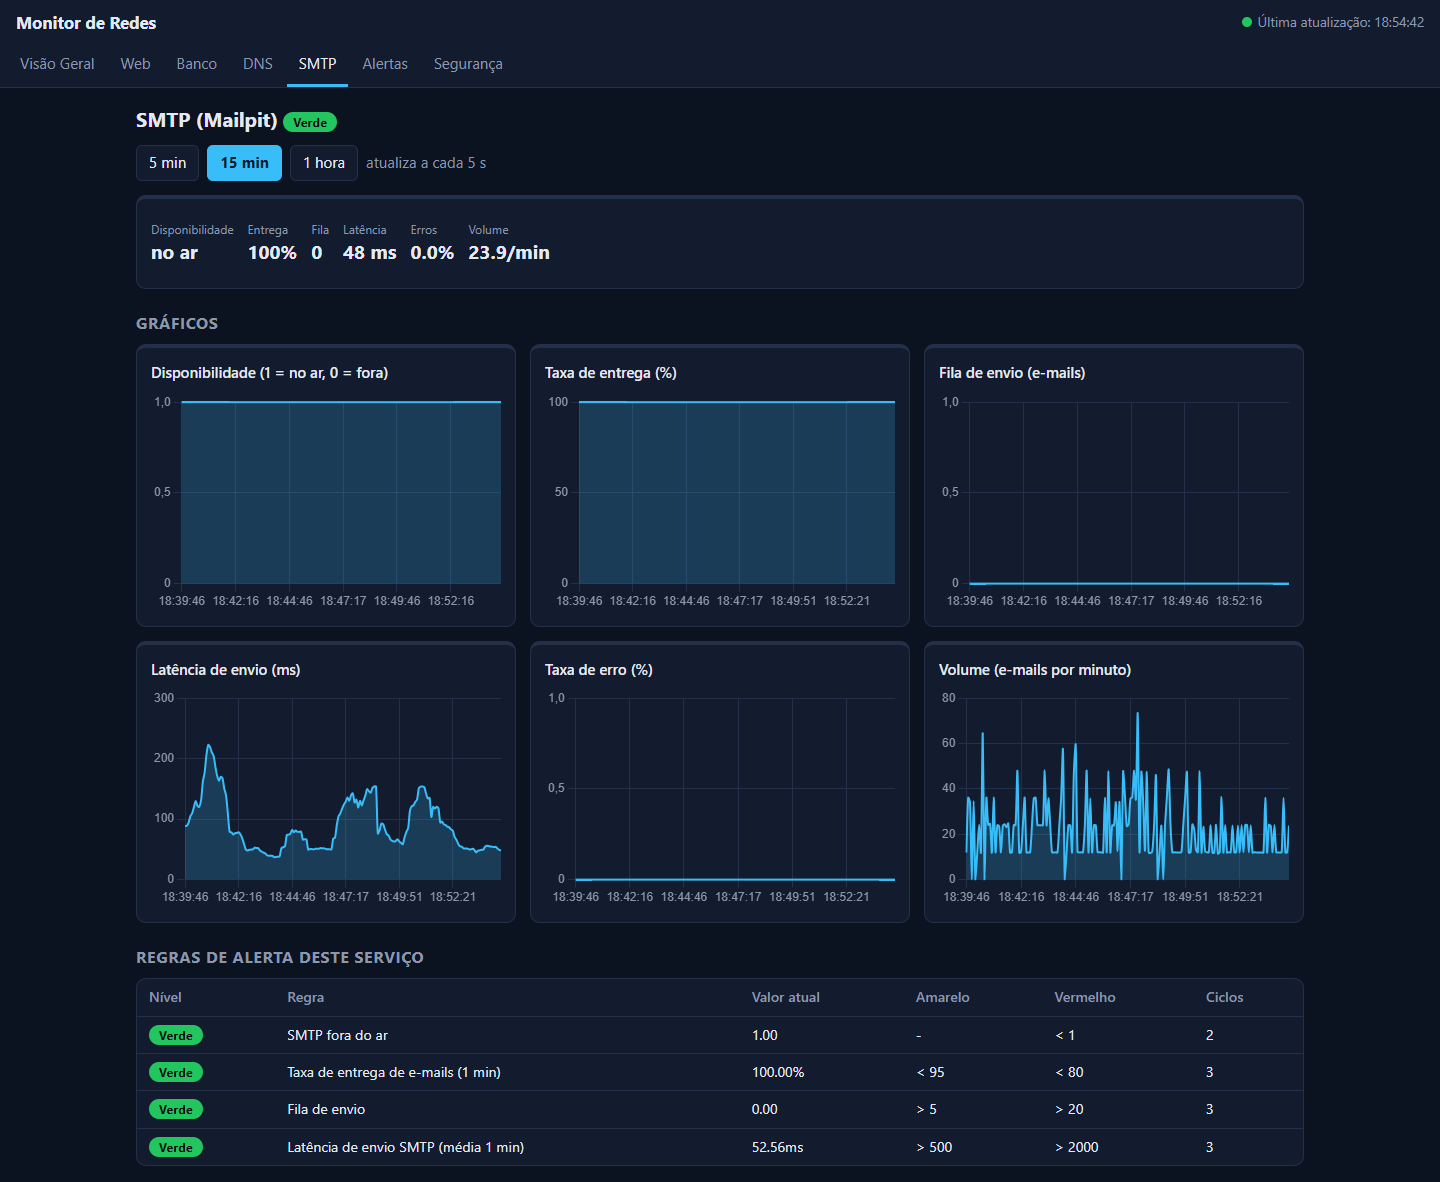 Monitor de Redes
Última atualização: 18:54:42
Visão Geral Web Banco DNS SMTP Alertas Segurança
SMTP (Mailpit) Verde
5 min 15 min 1 hora atualiza a cada 5 s
Disponibilidade Entrega Fila Latência Erros Volume
no ar 100% 0 48 ms 0.0% 23.9/min
GRÁFICOS
Disponibilidade (1 = no ar, 0 = fora)
1,0
0,5
0
18:39:46 18:42:16 18:44:46 18:47:17 18:49:46 18:52:16
Taxa de entrega (%)
100
50
0
18:39:46 18:42:16 18:44:46 18:47:17 18:49:51 18:52:21
Fila de envio (e-mails)
1,0
0,5
0
18:39:46 18:42:16 18:44:46 18:47:17 18:49:46 18:52:16
Latência de envio (ms)
300
200
100
0
18:39:46 18:42:16 18:44:46 18:47:17 18:49:51 18:52:21
Taxa de erro (%)
1,0
0,5
0
18:39:46 18:42:16 18:44:46 18:47:17 18:49:51 18:52:21
Volume (e-mails por minuto)
80
60
40
20
0
18:39:46 18:42:16 18:44:46 18:47:17 18:49:51 18:52:21
REGRAS DE ALERTA DESTE SERVIÇO
Nível Regra Valor atual Amarelo Vermelho Ciclos
Verde SMTP fora do ar 1.00 - < 1 2
Verde Taxa de entrega de e-mails (1 min) 100.00% < 95 < 80 3
Verde Fila de envio 0.00 > 5 > 20 3
Verde Latência de envio SMTP (média 1 min) 52.56ms > 500 > 2000 3